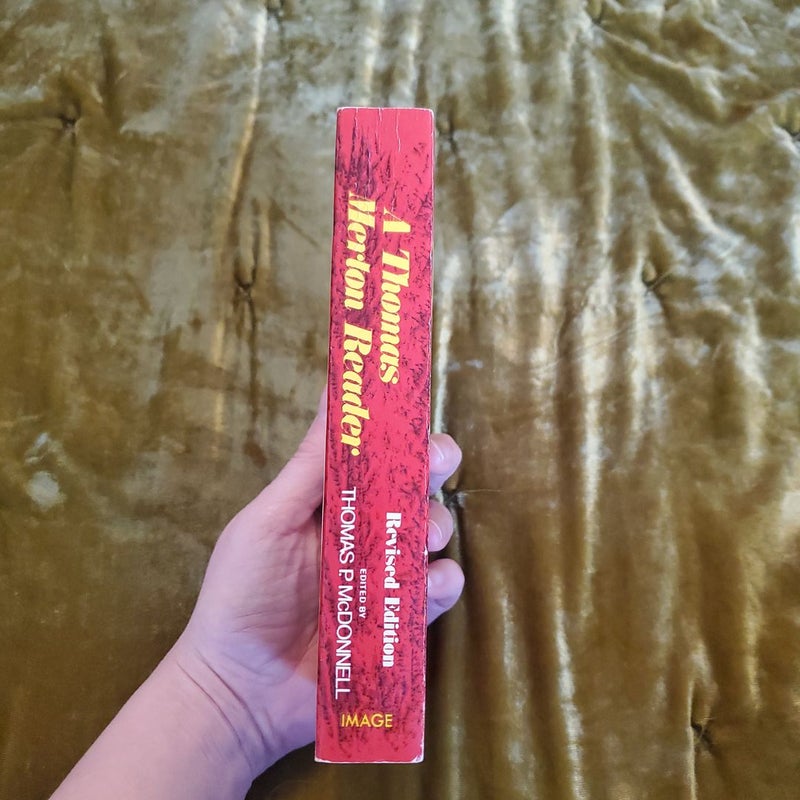 A Thomas
Merton Reader
Revised Edition
EDITED BY
THOMAS P. McDONNELL
IMAGE